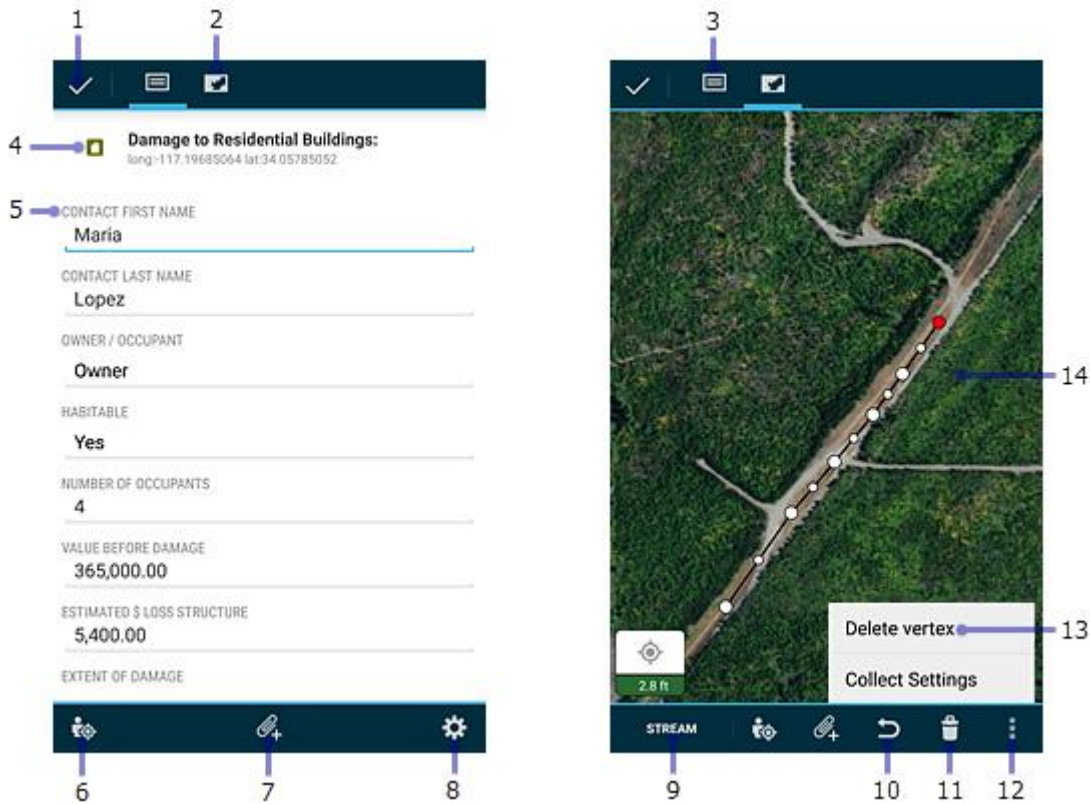 1
2
3
4
Damage to Residential Buildings:
long:-117.19685064 lat:34.05785052
5
CONTACT FIRST NAME
Maria
CONTACT LAST NAME
Lopez
OWNER / OCCUPANT
Owner
HABITABLE
Yes
NUMBER OF OCCUPANTS
4
VALUE BEFORE DAMAGE
365,000.00
ESTIMATED $ LOSS STRUCTURE
5,400.00
EXTENT OF DAMAGE
6
7
8
14
Delete vertex
13
Collect Settings
2.8 ft
STREAM
9
10
11
12